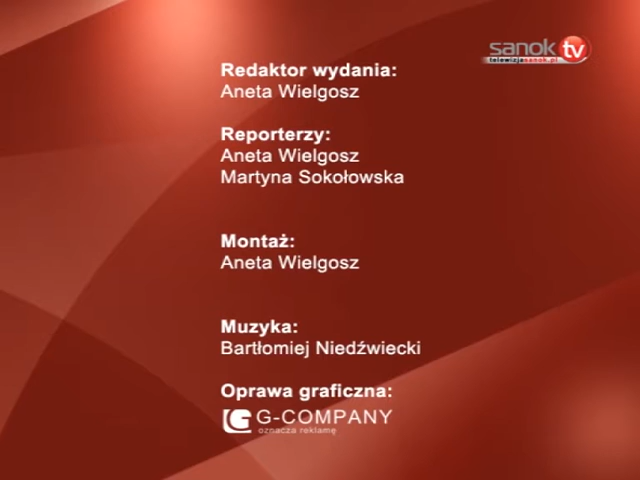 sanok tv
telewizjasanok.pl
Redaktor wydania:
Aneta Wielgosz
Reporterzy:
Aneta Wielgosz
Martyna Sokołowska
Montaż:
Aneta Wielgosz
Muzyka:
Bartłomiej Niedźwiecki
Oprawa graficzna:
G-COMPANY
oznacza reklamę